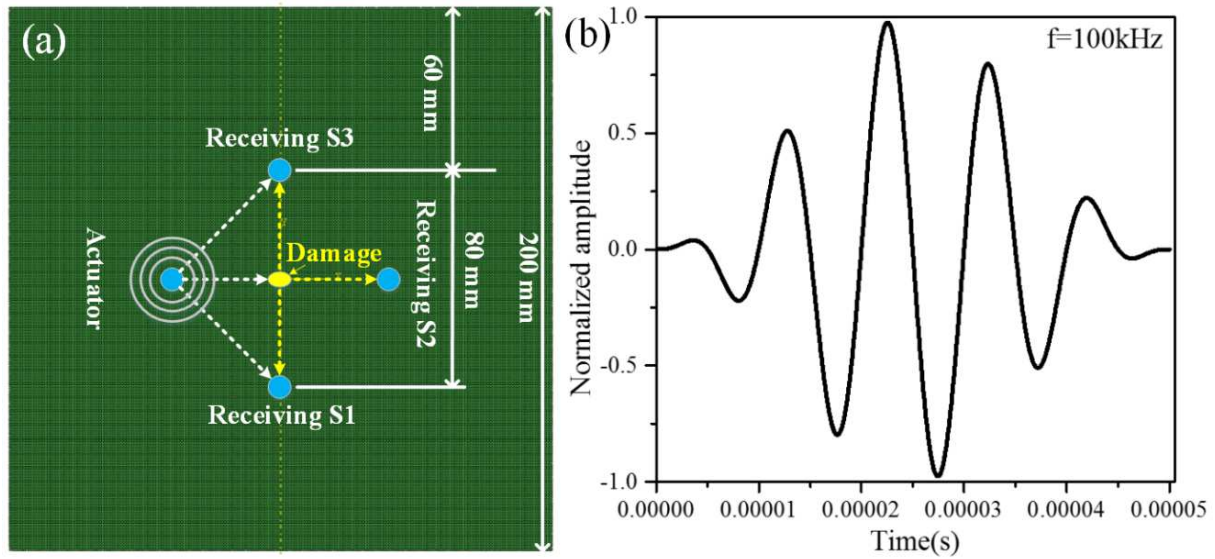 (a)
60 mm
Receiving S3
Actuator
Damage
Receiving S2
80 mm
200 mm
Receiving S1
(b)
f=100kHz
Normalized amplitude
1.0
0.5
0.0
-0.5
-1.0
0.00000 0.00001 0.00002 0.00003 0.00004 0.00005
Time(s)